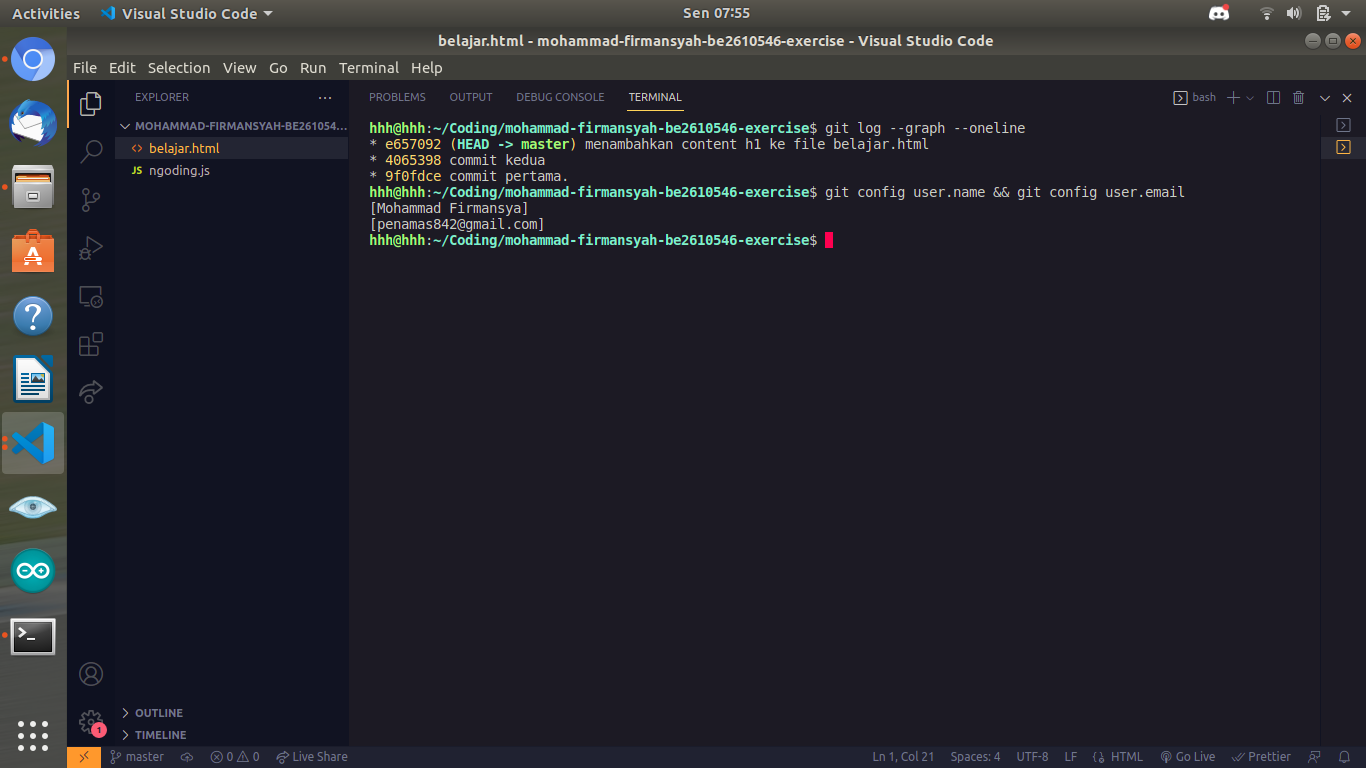 Activities Visual Studio Code Sen 07:55
belajar.html - mohammad-firmansyah-be2610546-exercise - Visual Studio Code
File Edit Selection View Go Run Terminal Help
EXPLORER ...
MOHAMMAD-FIRMANSYAH-BE261054...
<> belajar.html
JS ngoding.js
PROBLEMS OUTPUT DEBUG CONSOLE TERMINAL bash
hhh@hhh:~/Coding/mohammad-firmansyah-be2610546-exercise$ git log --graph --oneline
* e657092 (HEAD -> master) menambahkan content h1 ke file belajar.html
* 4065398 commit kedua
* 9f0fdce commit pertama.
hhh@hhh:~/Coding/mohammad-firmansyah-be2610546-exercise$ git config user.name && git config user.email
[Mohammad Firmansya]
[penamas842@gmail.com]
hhh@hhh:~/Coding/mohammad-firmansyah-be2610546-exercise$
OUTLINE
TIMELINE
1
master 0 0 Live Share Ln 1, Col 21 Spaces: 4 UTF-8 LF {} HTML Go Live Prettier